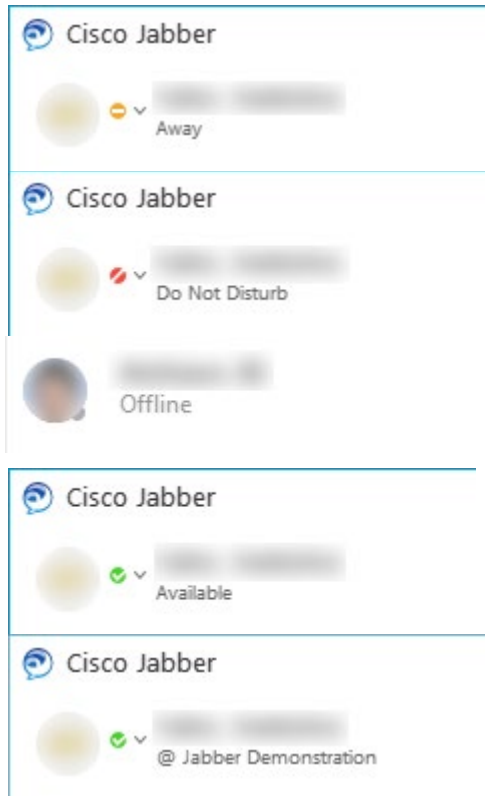 Cisco Jabber
Away
Cisco Jabber
Do Not Disturb
Offline
Cisco Jabber
Available
Cisco Jabber
@ Jabber Demonstration